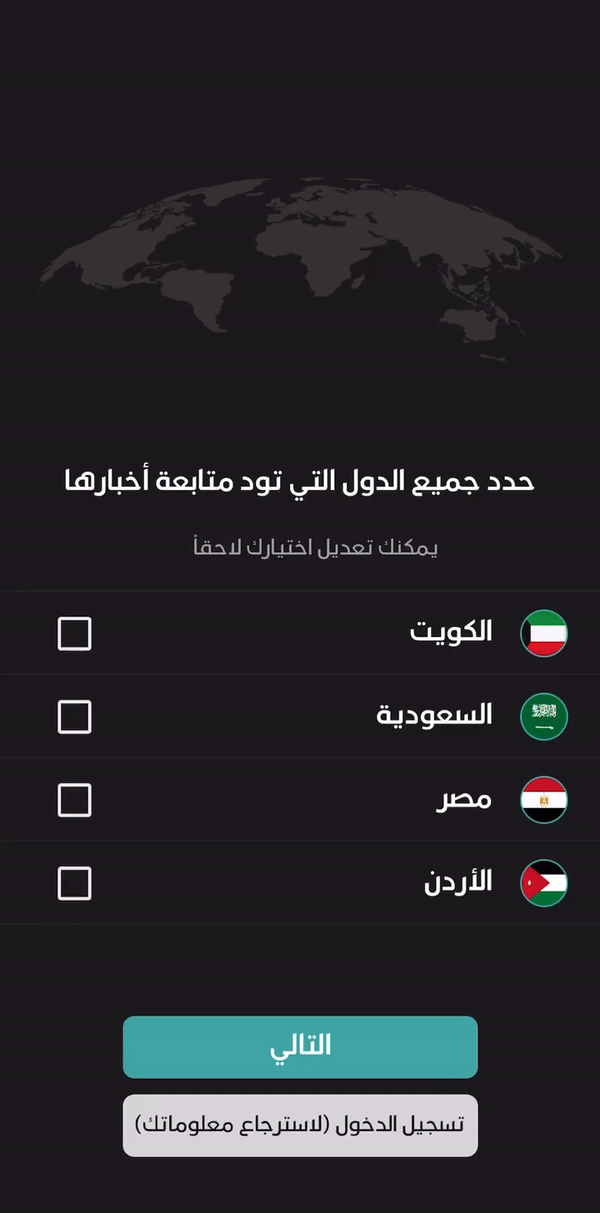 حدد جميع الدول التي تود متابعة أخبارها
يمكنك تعديل اختيارك لاحقاً
الكويت
السعودية
مصر
الأردن
التالي
تسجيل الدخول (لاسترجاع معلوماتك)